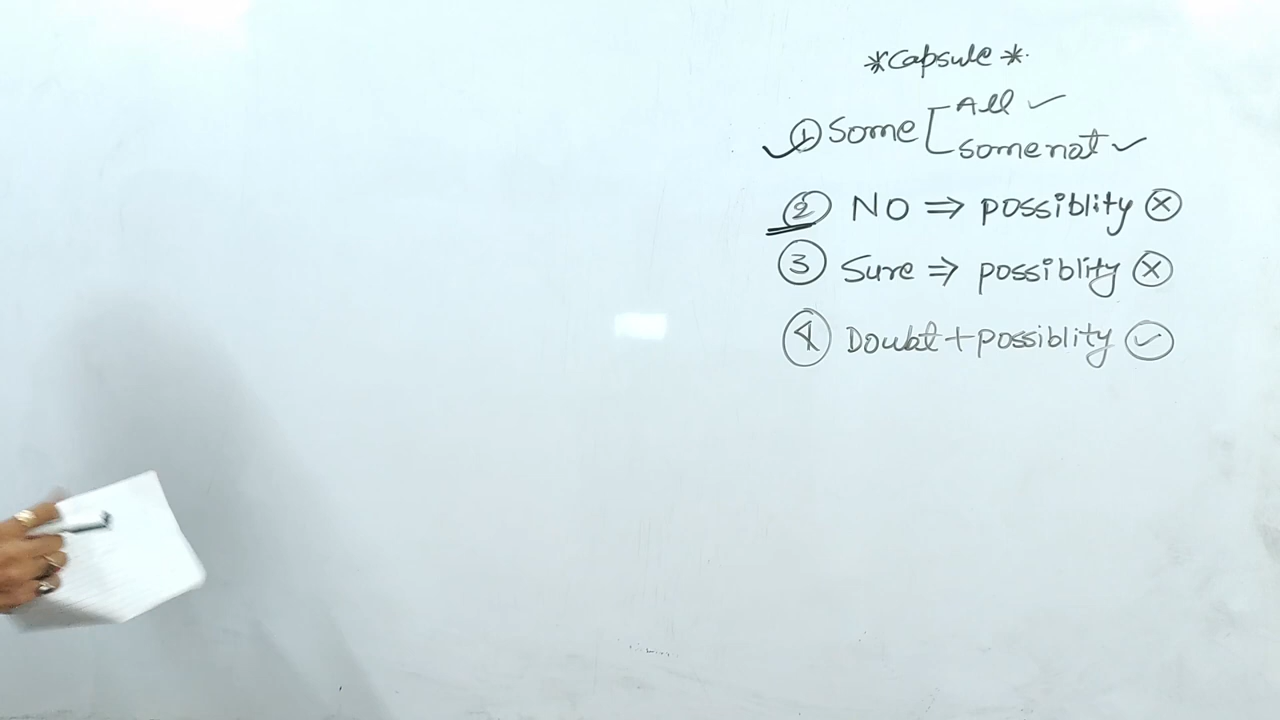 *Capsule*
① Some [ All ✓
some not ✓
② NO ⇒ possiblity ⓧ
③ Sure ⇒ possiblity ⓧ
④ Doubt + possiblity ✓